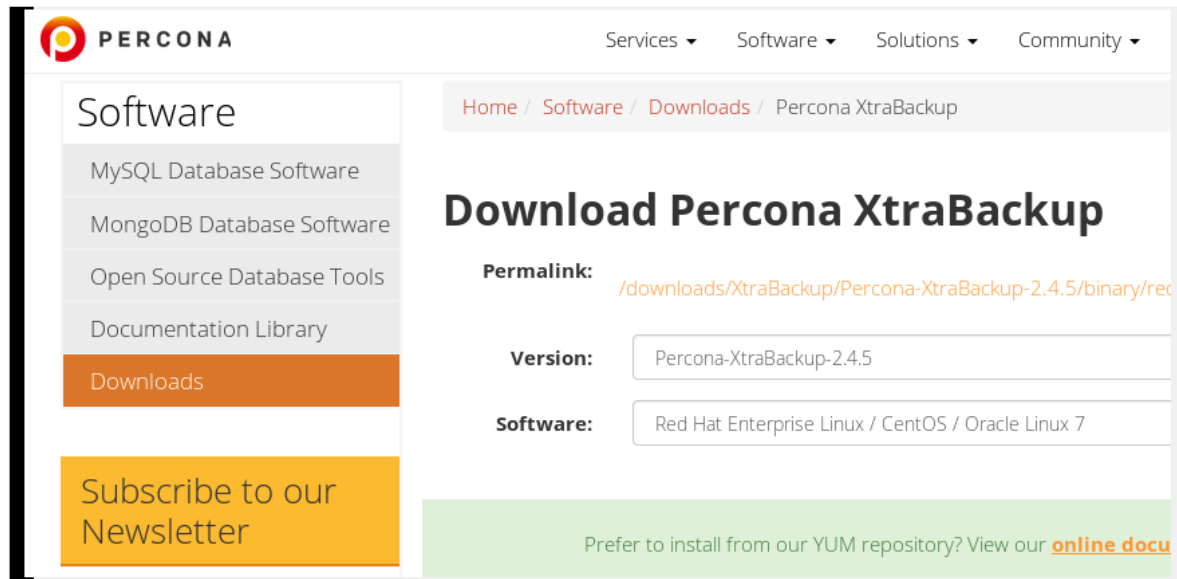 PERCONA
Services Software Solutions Community
Software
MySQL Database Software
MongoDB Database Software
Open Source Database Tools
Documentation Library
Downloads
Subscribe to our
Newsletter
Home / Software / Downloads / Percona XtraBackup
Download Percona XtraBackup
Permalink: /downloads/XtraBackup/Percona-XtraBackup-2.4.5/binary/rec
Version: Percona-XtraBackup-2.4.5
Software: Red Hat Enterprise Linux / CentOS / Oracle Linux 7
Prefer to install from our YUM repository? View our online docu